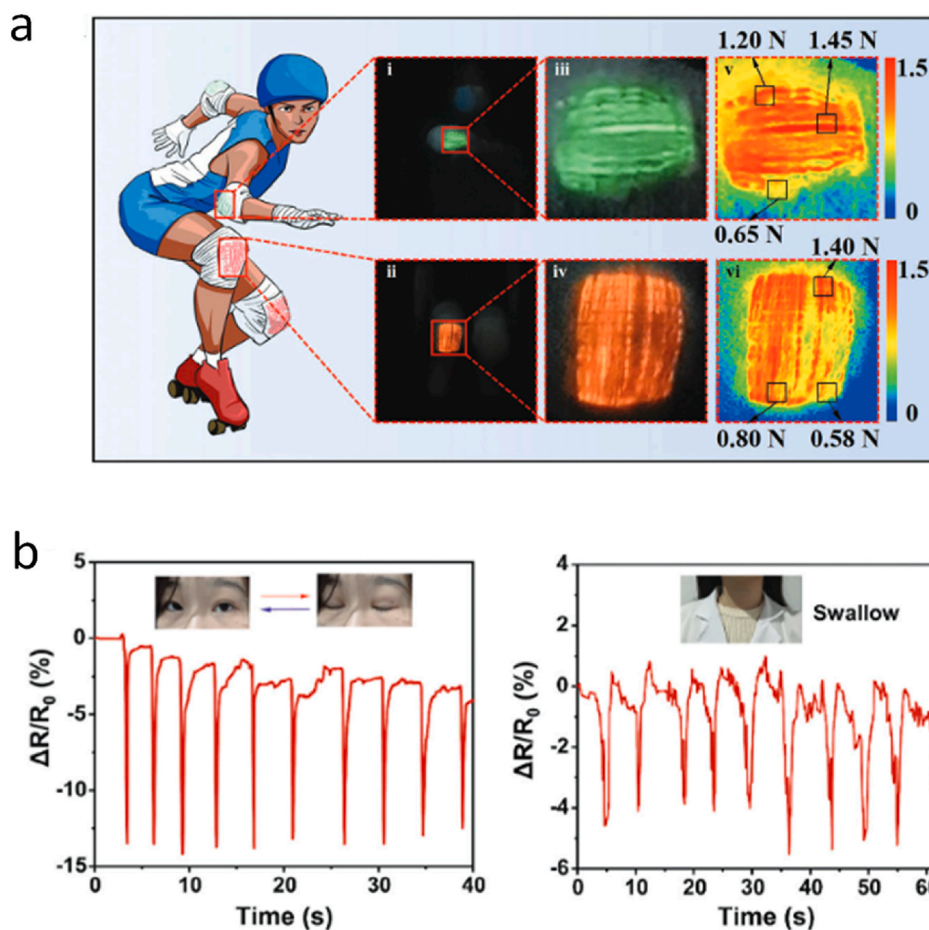 a
1.20 N 1.45 N
i
iii
v
1.5
0
0.65 N
1.40 N
ii
iv
vi
1.5
0
0.80 N 0.58 N
b
5
0
-5
-10
-15
ΔR/R₀ (%)
0 10 20 30 40
Time (s)
4
2
0
-2
-4
-6
ΔR/R₀ (%)
Swallow
0 10 20 30 40 50 60
Time (s)